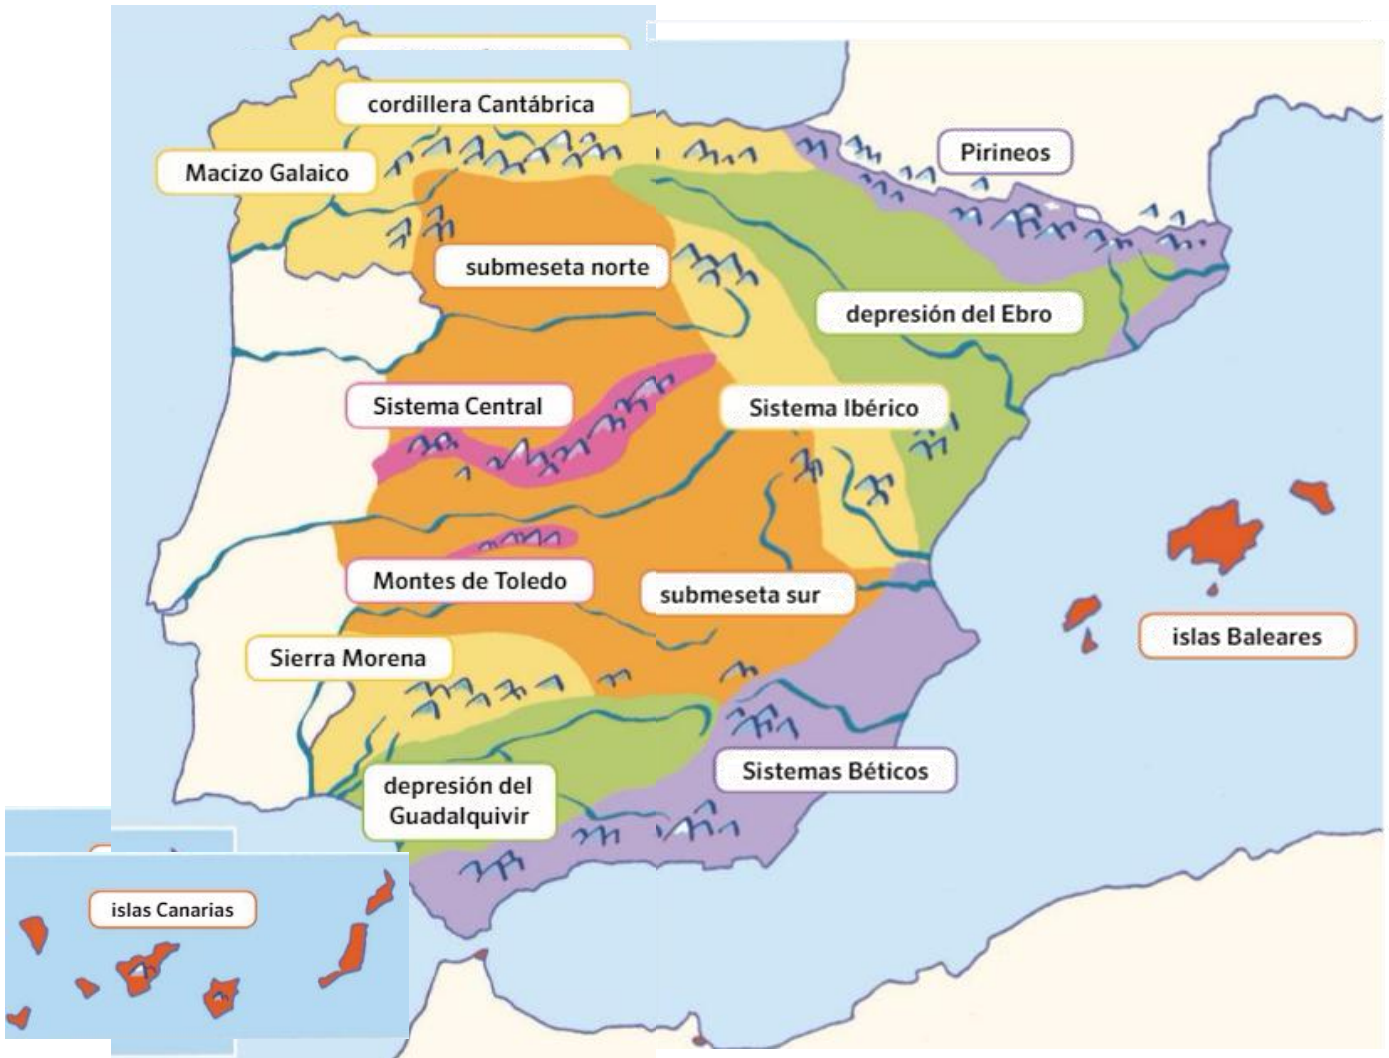 cordillera Cantábrica
Macizo Galaico
Pirineos
submeseta norte
depresión del Ebro
Sistema Central
Sistema Ibérico
Montes de Toledo
submeseta sur
islas Baleares
Sierra Morena
Sistemas Béticos
depresión del
Guadalquivir
islas Canarias